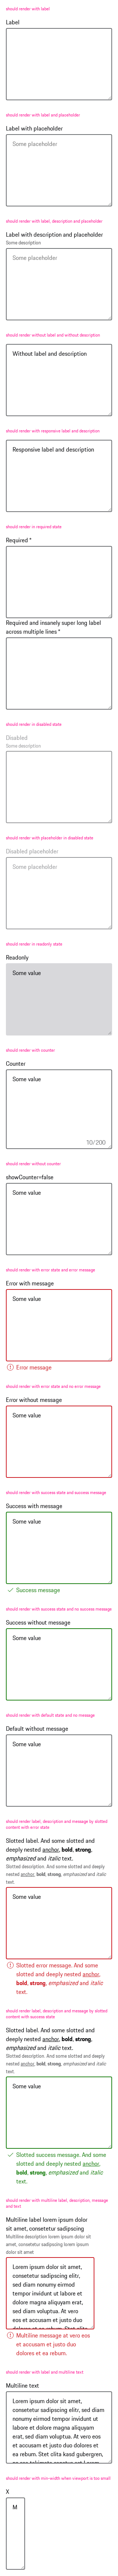 should render with label
Label
should render with label and placeholder
Label with placeholder
Some placeholder
should render with label, description and placeholder
Label with description and placeholder
Some description
Some placeholder
should render without label and without description
Without label and description
should render with responsive label and description
Responsive label and description
should render in required state
Required *
Required and insanely super long label
across multiple lines *
should render in disabled state
Disabled
Some description
should render with placeholder in disabled state
Disabled placeholder
Some placeholder
should render in readonly state
Readonly
Some value
should render with counter
Counter
Some value
10/200
should render without counter
showCounter=false
Some value
should render with error state and error message
Error with message
Some value
Error message
should render with error state and no error message
Error without message
Some value
should render with success state and success message
Success with message
Some value
Success message
should render with success state and no success message
Success without message
Some value
should render with default state and no message
Default without message
Some value
should render label, description and message by slotted
content with error state
Slotted label. And some slotted and
deeply nested anchor, bold, strong,
emphasized and italic text.
Slotted description. And some slotted and deeply
nested anchor, bold, strong, emphasized and italic
text.
Some value
Slotted error message. And some
slotted and deeply nested anchor,
bold, strong, emphasized and italic
text.
should render label, description and message by slotted
content with success state
Slotted label. And some slotted and
deeply nested anchor, bold, strong,
emphasized and italic text.
Slotted description. And some slotted and deeply
nested anchor, bold, strong, emphasized and italic
text.
Some value
Slotted success message. And some
slotted and deeply nested anchor,
bold, strong, emphasized and italic
text.
should render with multiline label, description, message
and text
Multiline label lorem ipsum dolor
sit amet, consetetur sadipscing
Multiline description lorem ipsum dolor sit
amet, consetetur sadipscing lorem ipsum
dolor sit amet
Lorem ipsum dolor sit amet,
consetetur sadipscing elitr,
sed diam nonumy eirmod
tempor invidunt ut labore et
dolore magna aliquyam erat,
sed diam voluptua. At vero
eos et accusam et justo duo
Multiline message at vero eos
et accusam et justo duo
dolores et ea rebum.
should render with label and multiline text
Multiline text
Lorem ipsum dolor sit amet,
consetetur sadipscing elitr, sed diam
nonumy eirmod tempor invidunt ut
labore et dolore magna aliquyam
erat, sed diam voluptua. At vero eos
et accusam et justo duo dolores et
ea rebum. Stet clita kasd gubergren,
should render with min-width when viewport is too small
X
M